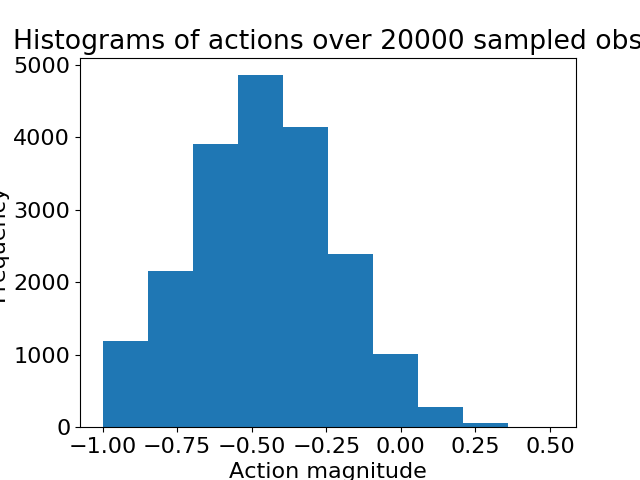 Histograms of actions over 20000 sampled obs
5000
4000
3000
2000
1000
0
Frequency
−1.00 −0.75 −0.50 −0.25 0.00 0.25 0.50
Action magnitude